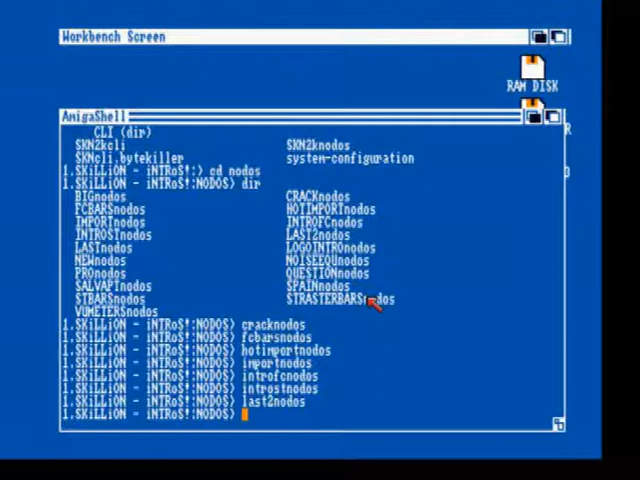 Workbench Screen
RAM DISK
AmigaShell
R
CLI (dir)
SKN2kcli SKN2knodos
SKNcli.bytekiller system-configuration
1.SKiLLiON - iNTRoS!:> cd nodos
3
1.SKiLLiON - iNTRoS!:NODOS> dir
BIGnodos CRACKnodos
FCBARSnodos HOTIMPORTnodos
IMPORTnodos INTROFCnodos
INTROSTnodos LAST2nodos
LASTnodos LOGOINTROnodos
NEWnodos NOISEEQUnodos
PROnodos QUESTIONnodos
SALVAPTnodos SPAINnodos
STBARSnodos STRASTERBARSnodos
VUMETERSnodos
1.SKiLLiON - iNTRoS!:NODOS> cracknodos
1.SKiLLiON - iNTRoS!:NODOS> fcbarsnodos
1.SKiLLiON - iNTRoS!:NODOS> hotimportnodos
1.SKiLLiON - iNTRoS!:NODOS> importnodos
1.SKiLLiON - iNTRoS!:NODOS> introfcnodos
1.SKiLLiON - iNTRoS!:NODOS> introstnodos
1.SKiLLiON - iNTRoS!:NODOS> last2nodos
1.SKiLLiON - iNTRoS!:NODOS>